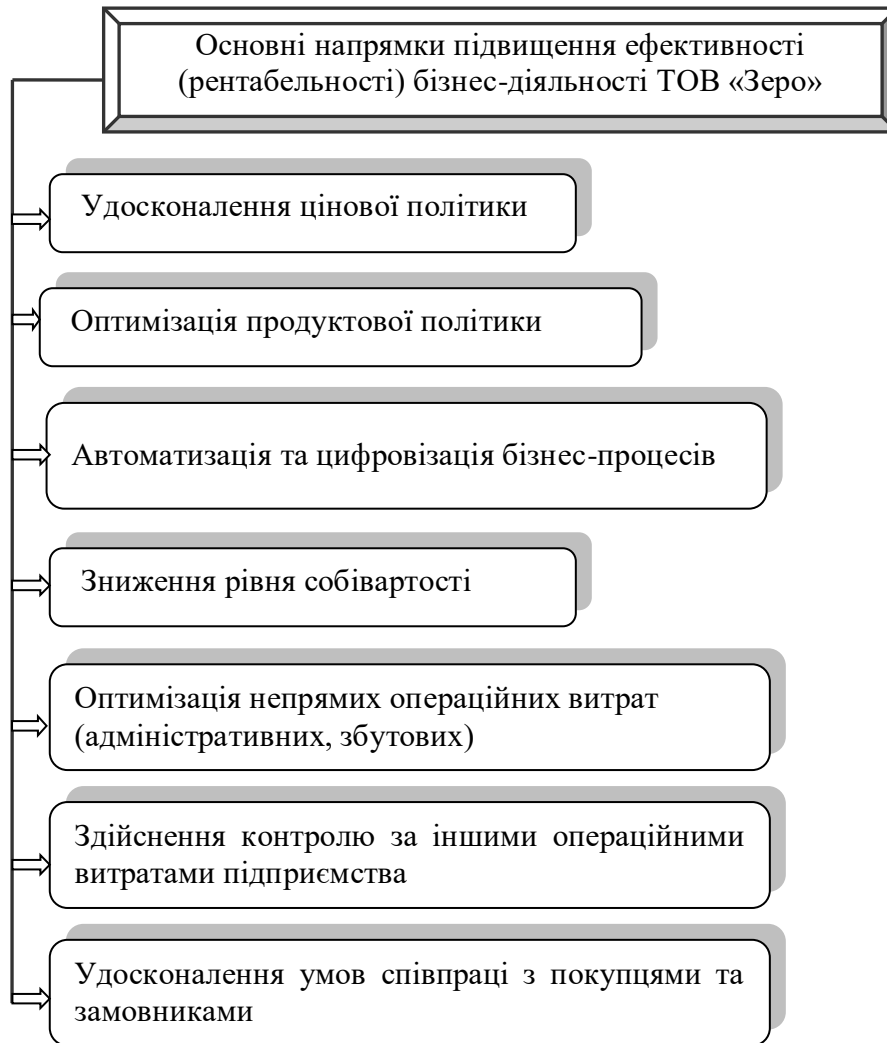 Основні напрямки підвищення ефективності
(рентабельності) бізнес-діяльності ТОВ «Зеро»
Удосконалення цінової політики
Оптимізація продуктової політики
Автоматизація та цифровізація бізнес-процесів
Зниження рівня собівартості
Оптимізація непрямих операційних витрат
(адміністративних, збутових)
Здійснення контролю за іншими операційними
витратами підприємства
Удосконалення умов співпраці з покупцями та
замовниками